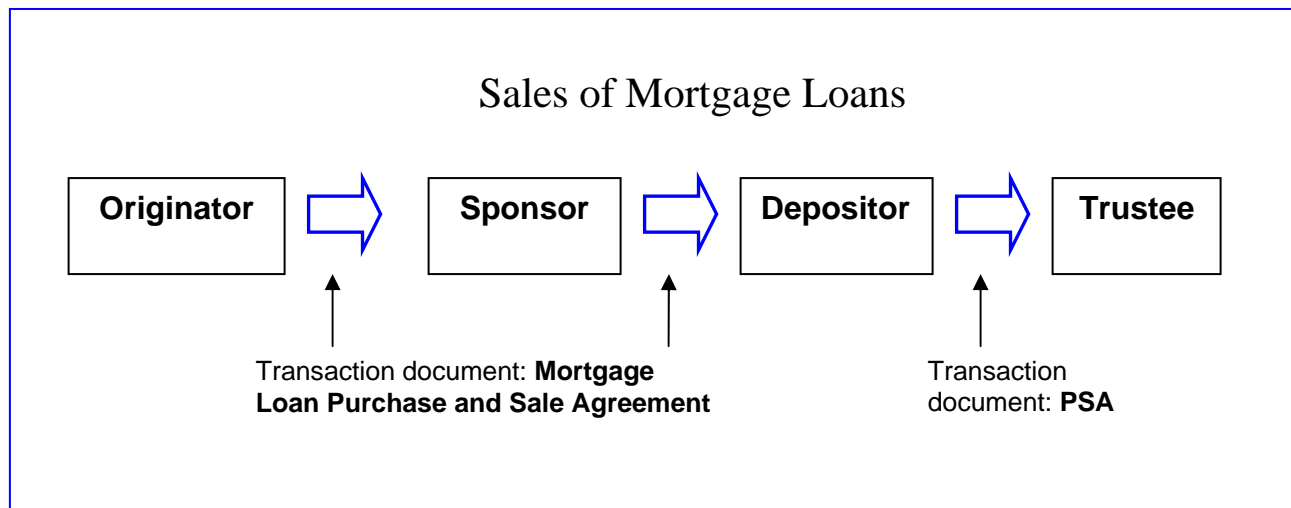 Sales of Mortgage Loans
Originator
Sponsor
Depositor
Trustee
Transaction document: Mortgage
Loan Purchase and Sale Agreement
Transaction
document: PSA